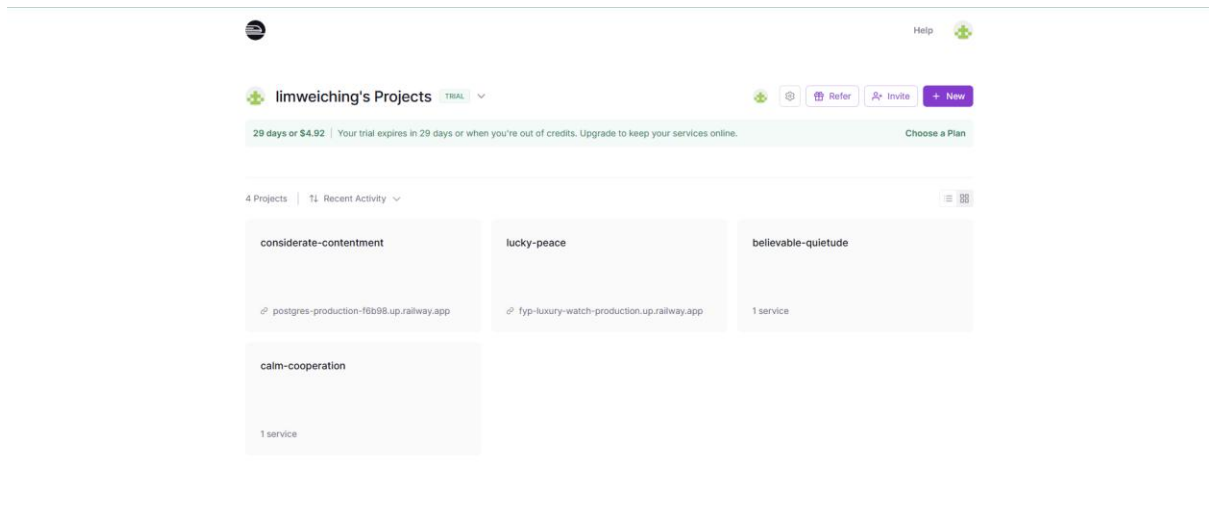 Help
limweiching's Projects TRIAL
Refer Invite + New
29 days or $4.92 Your trial expires in 29 days or when you're out of credits. Upgrade to keep your services online. Choose a Plan
4 Projects Recent Activity
considerate-contentment lucky-peace believable-quietude
postgres-production-f6b98.up.railway.app fyp-luxury-watch-production.up.railway.app 1 service
calm-cooperation
1 service